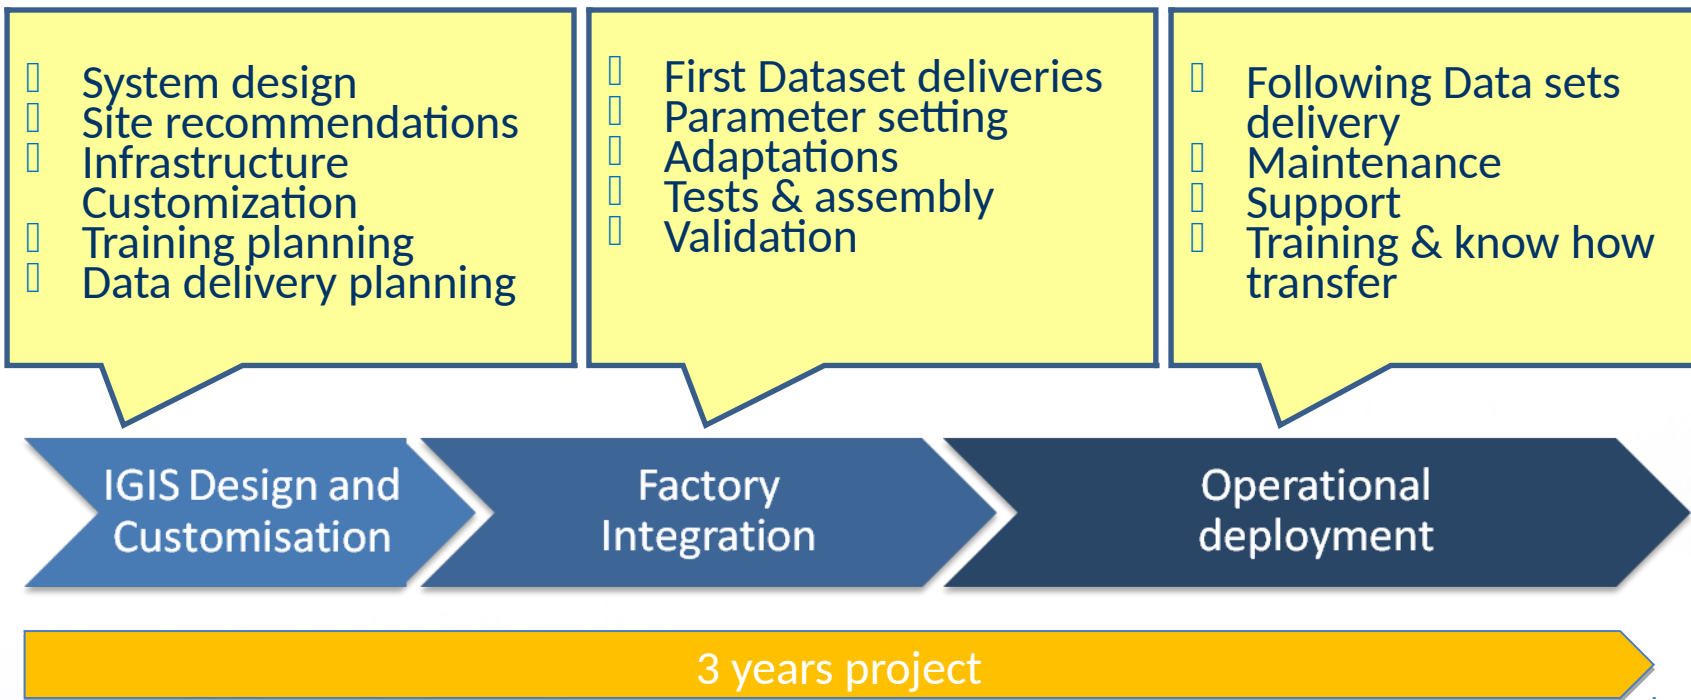 System design
Site recommendations
Infrastructure
Customization
Training planning
Data delivery planning
First Dataset deliveries
Parameter setting
Adaptations
Tests & assembly
Validation
Following Data sets
delivery
Maintenance
Support
Training & know how
transfer
IGIS Design and
Customisation
Factory
Integration
Operational
deployment
3 years project